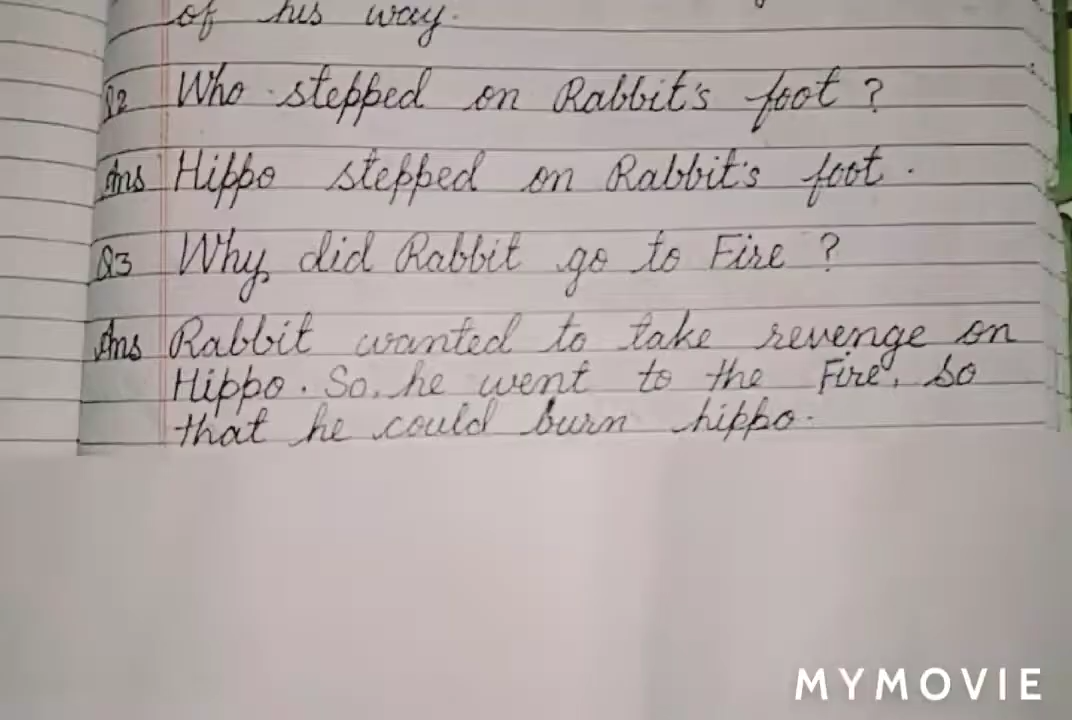 of his way.
Q2 Who stepped on Rabbit's foot ?
Ans Hippo stepped on Rabbit's foot .
Q3 Why did Rabbit go to Fire ?
Ans Rabbit wanted to take revenge on
Hippo. So, he went to the Fire, so
that he could burn hippo.
MYMOVIE